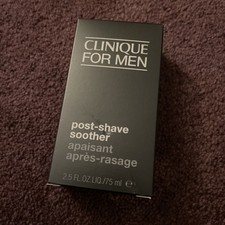 CLINIQUE
FOR MEN
post-shave
soother
apaisant
après-rasage
2.5 FL.OZ.LIQ./75 ml ℮